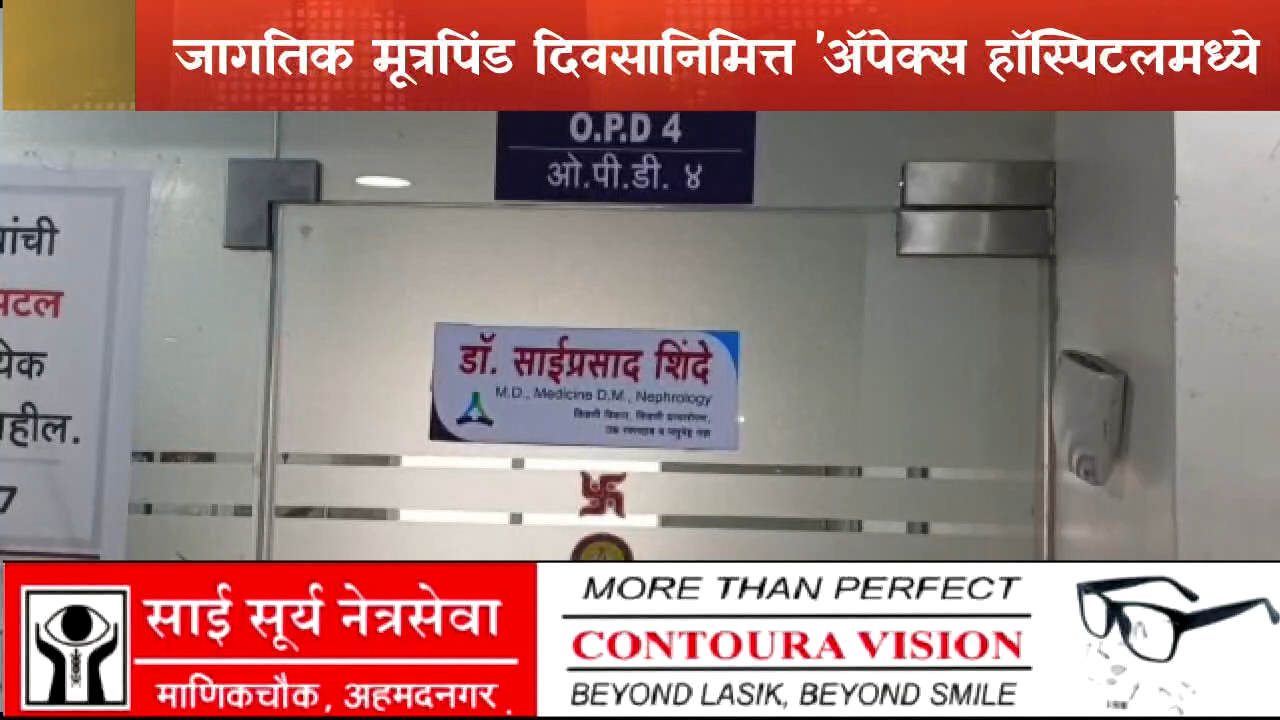 जागतिक मूत्रपिंड दिवसानिमित्त 'ॲपेक्स हॉस्पिटलमध्ये
O.P.D 4
ओ.पी.डी. ४
डॉ. साईप्रसाद शिंदे
M.D., Medicine D.M., Nephrology
साई सूर्य नेत्रसेवा
माणिकचौक, अहमदनगर.
MORE THAN PERFECT
CONTOURA VISION
BEYOND LASIK, BEYOND SMILE